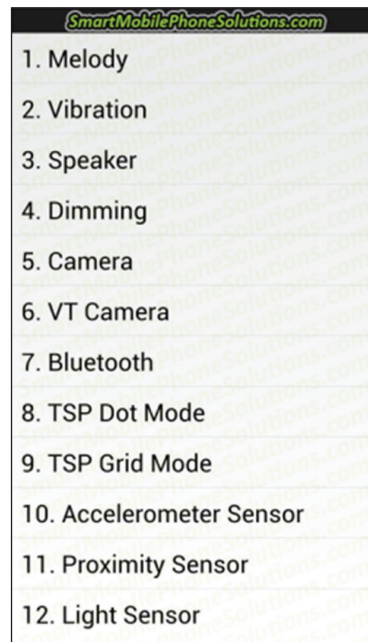 SmartMobilePhoneSolutions.com
1. Melody
2. Vibration
3. Speaker
4. Dimming
5. Camera
6. VT Camera
7. Bluetooth
8. TSP Dot Mode
9. TSP Grid Mode
10. Accelerometer Sensor
11. Proximity Sensor
12. Light Sensor